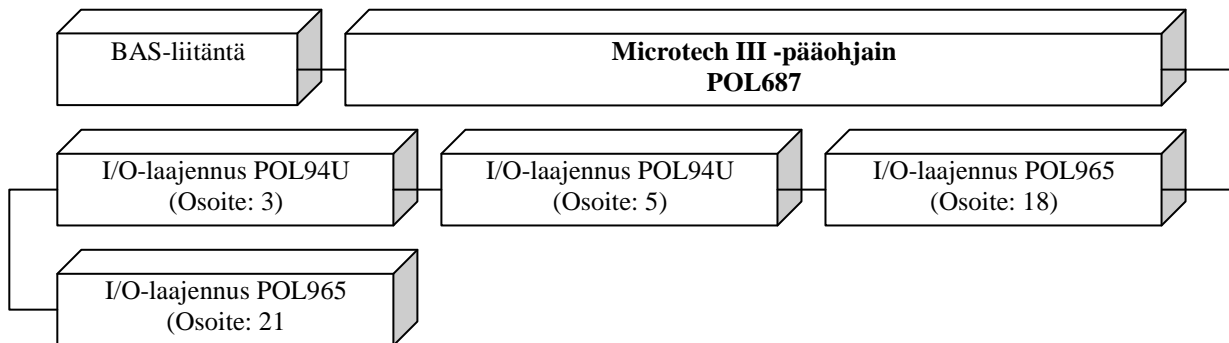 BAS-liitäntä
Microtech III -pääohjain
POL687
I/O-laajennus POL94U
(Osoite: 3)
I/O-laajennus POL94U
(Osoite: 5)
I/O-laajennus POL965
(Osoite: 18)
I/O-laajennus POL965
(Osoite: 21